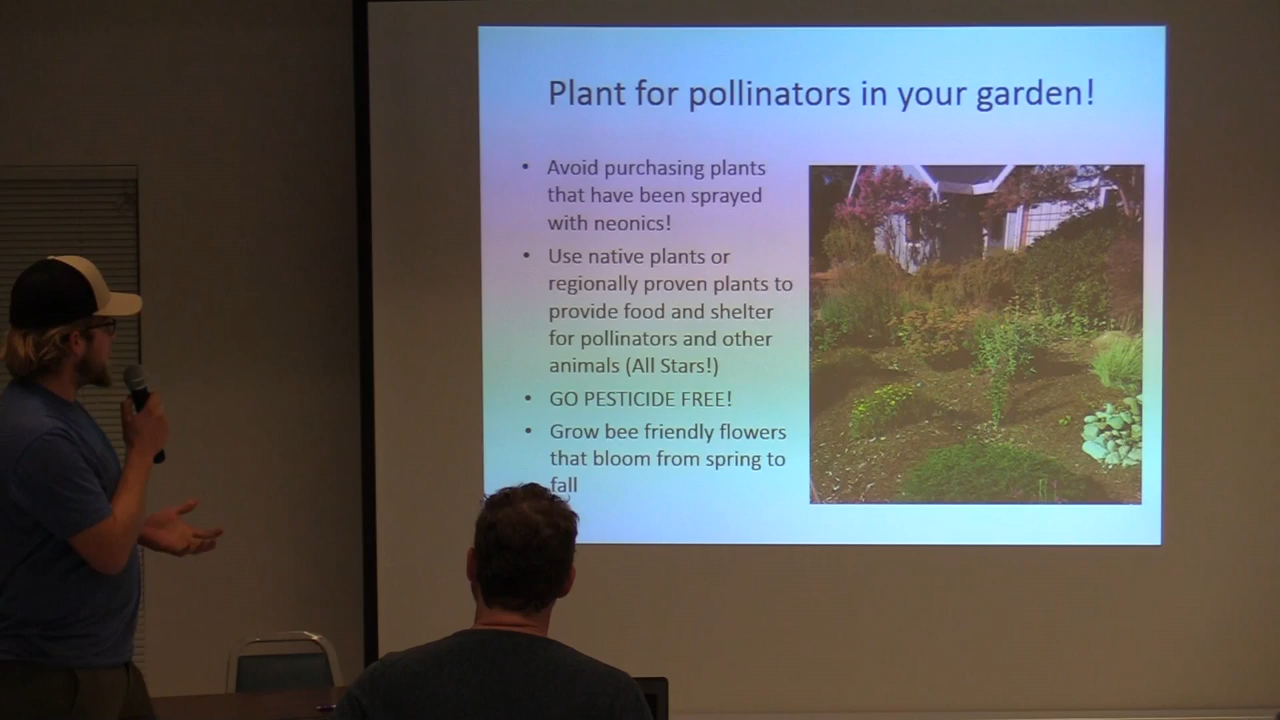 Plant for pollinators in your garden!
• Avoid purchasing plants
that have been sprayed
with neonics!
• Use native plants or
regionally proven plants to
provide food and shelter
for pollinators and other
animals (All Stars!)
• GO PESTICIDE FREE!
• Grow bee friendly flowers
that bloom from spring to
fall